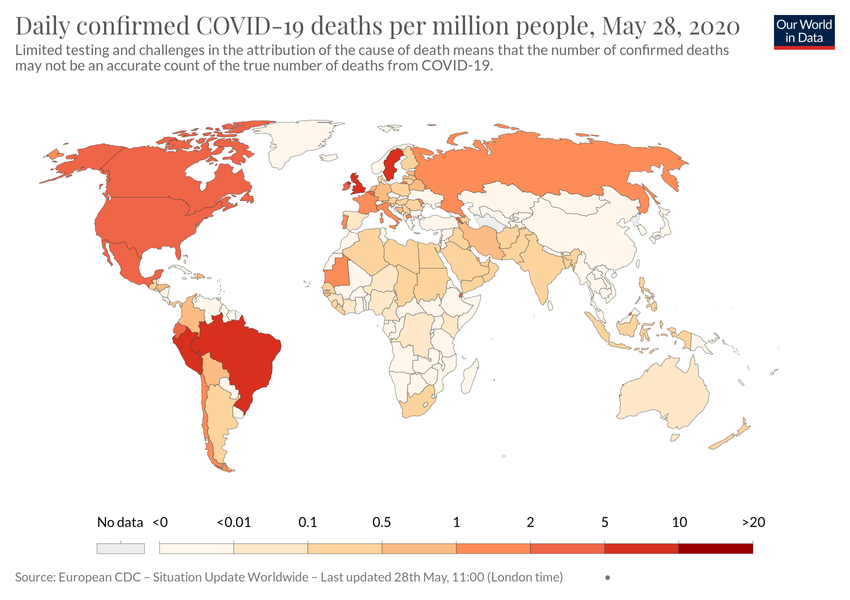 Daily confirmed COVID-19 deaths per million people, May 28, 2020
Our World
in Data
Limited testing and challenges in the attribution of the cause of death means that the number of confirmed deaths
may not be an accurate count of the true number of deaths from COVID-19.
No data <0 <0.01 0.1 0.5 1 2 5 10 >20
Source: European CDC – Situation Update Worldwide – Last updated 28th May, 11:00 (London time) •